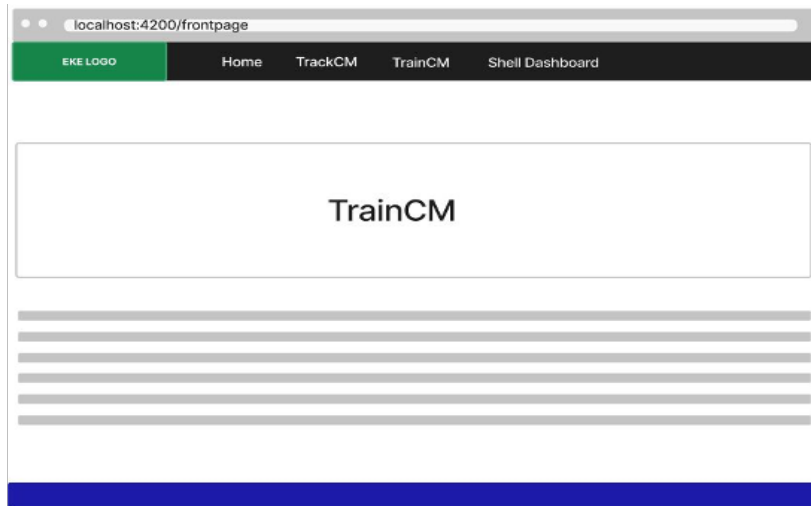 localhost:4200/frontpage
EKE LOGO Home TrackCM TrainCM Shell Dashboard
TrainCM